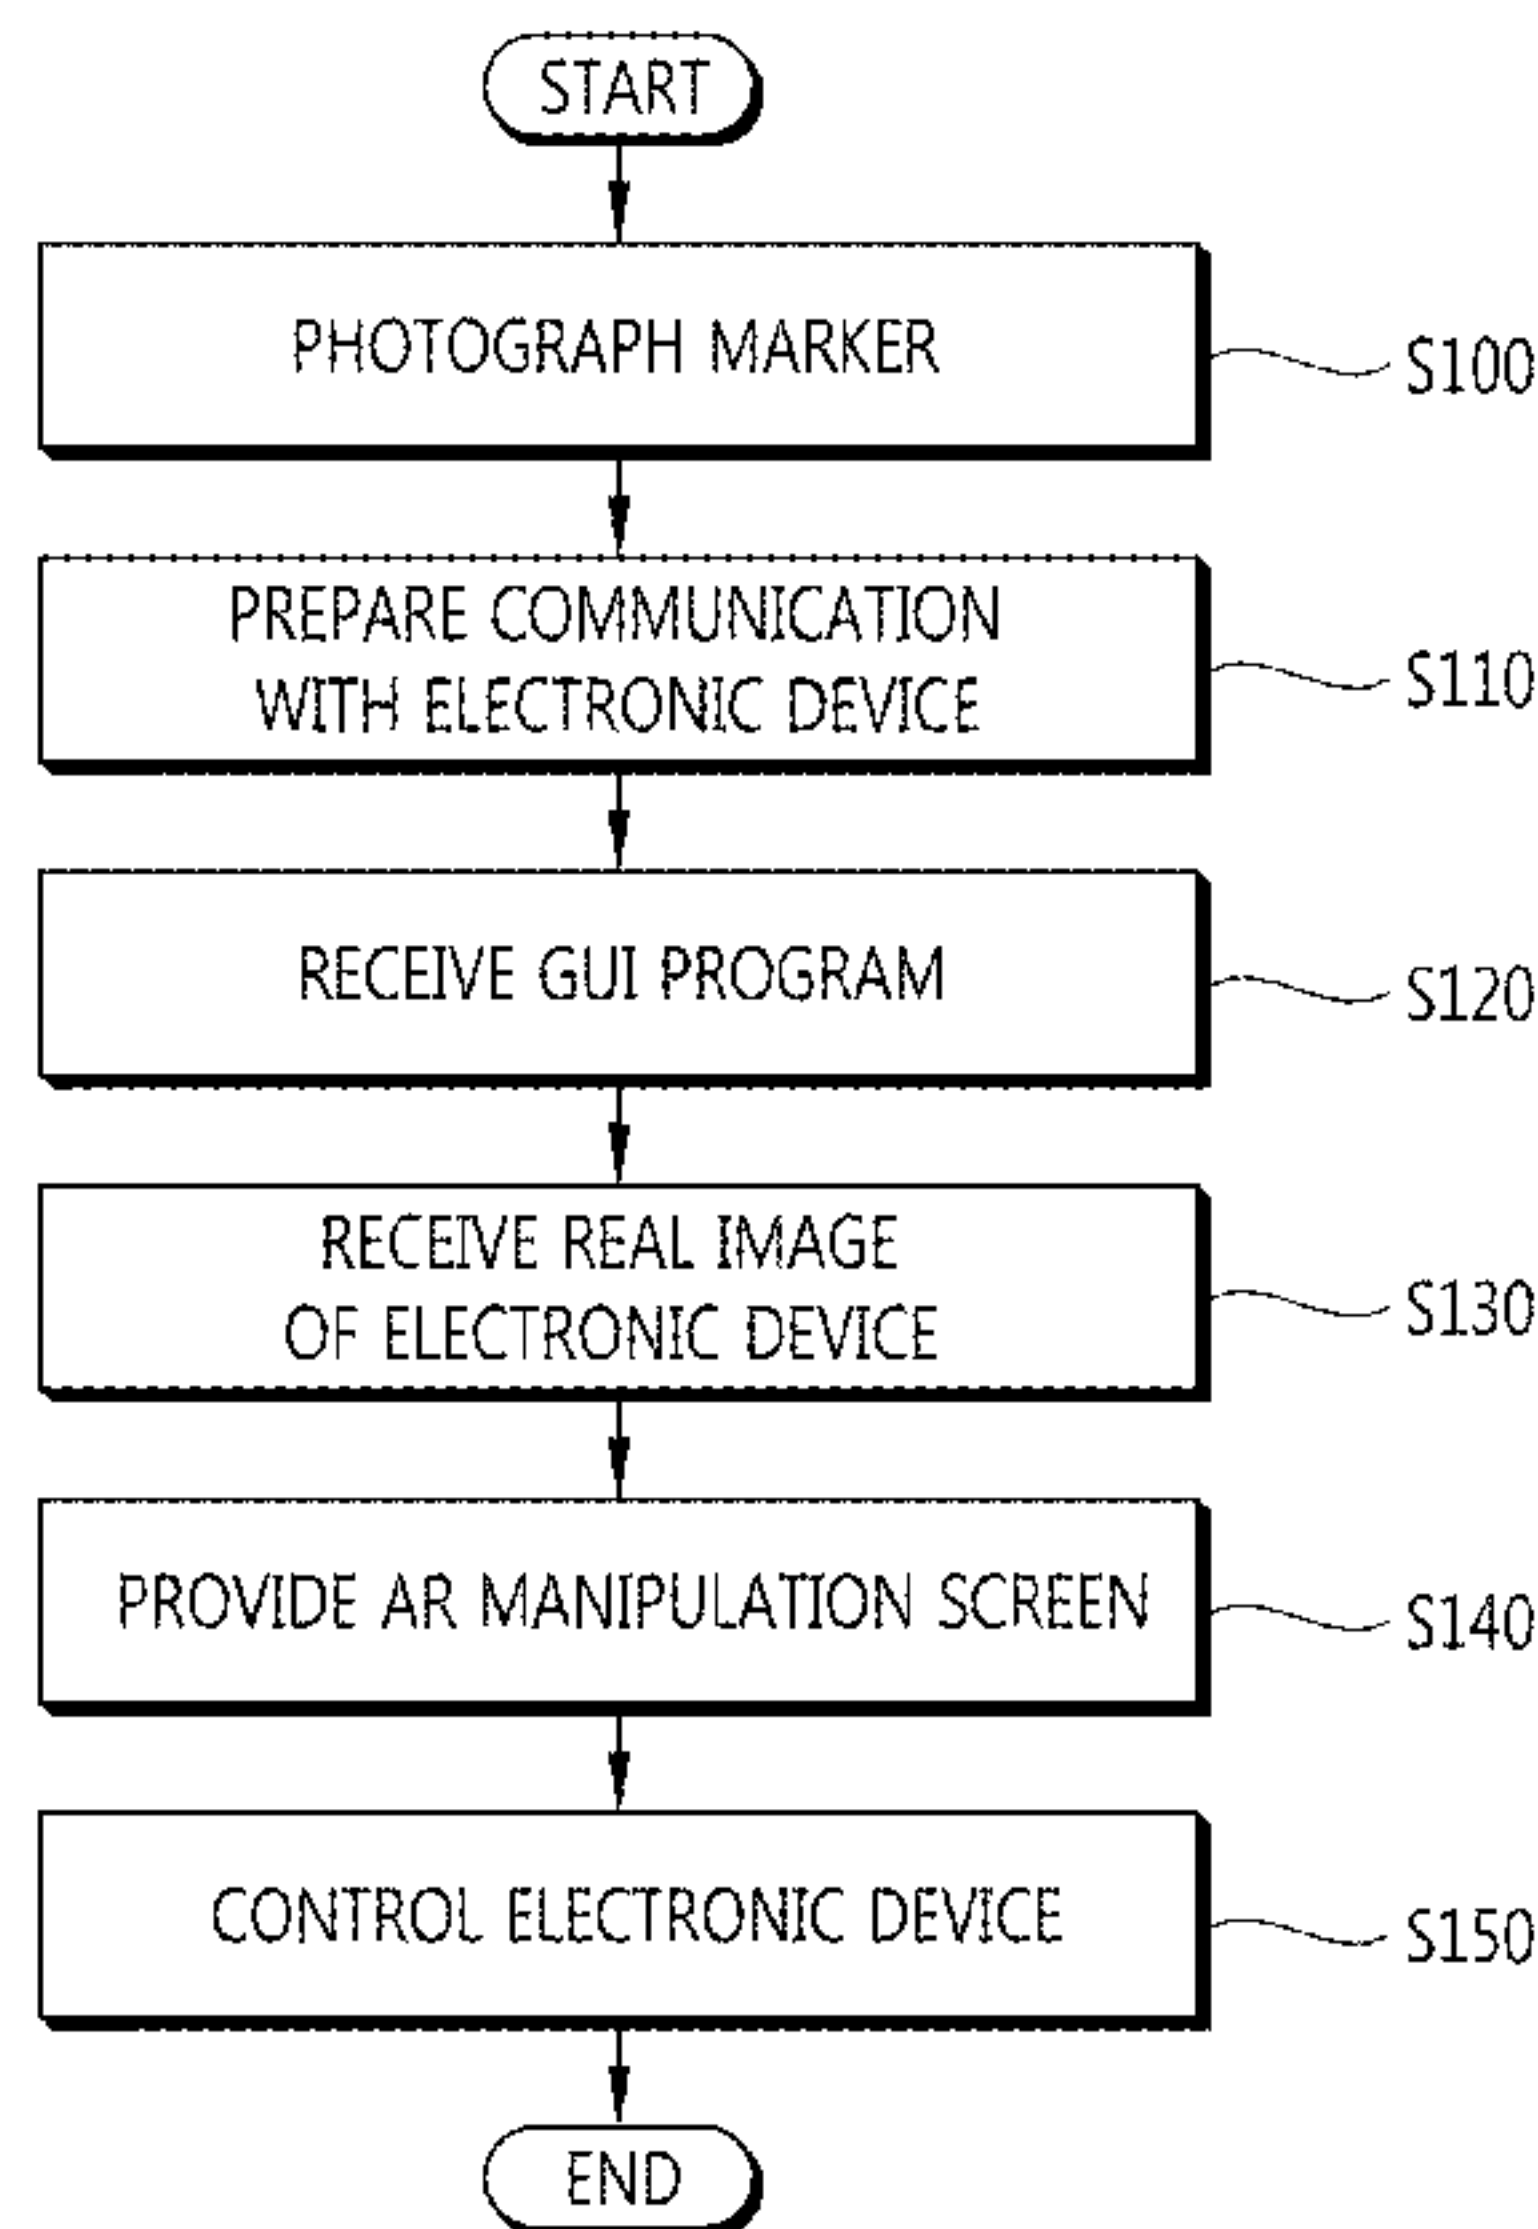 START
PHOTOGRAPH MARKER
S100
PREPARE COMMUNICATION
WITH ELECTRONIC DEVICE
S110
RECEIVE GUI PROGRAM
S120
RECEIVE REAL IMAGE
OF ELECTRONIC DEVICE
S130
PROVIDE AR MANIPULATION SCREEN
S140
CONTROL ELECTRONIC DEVICE
S150
END